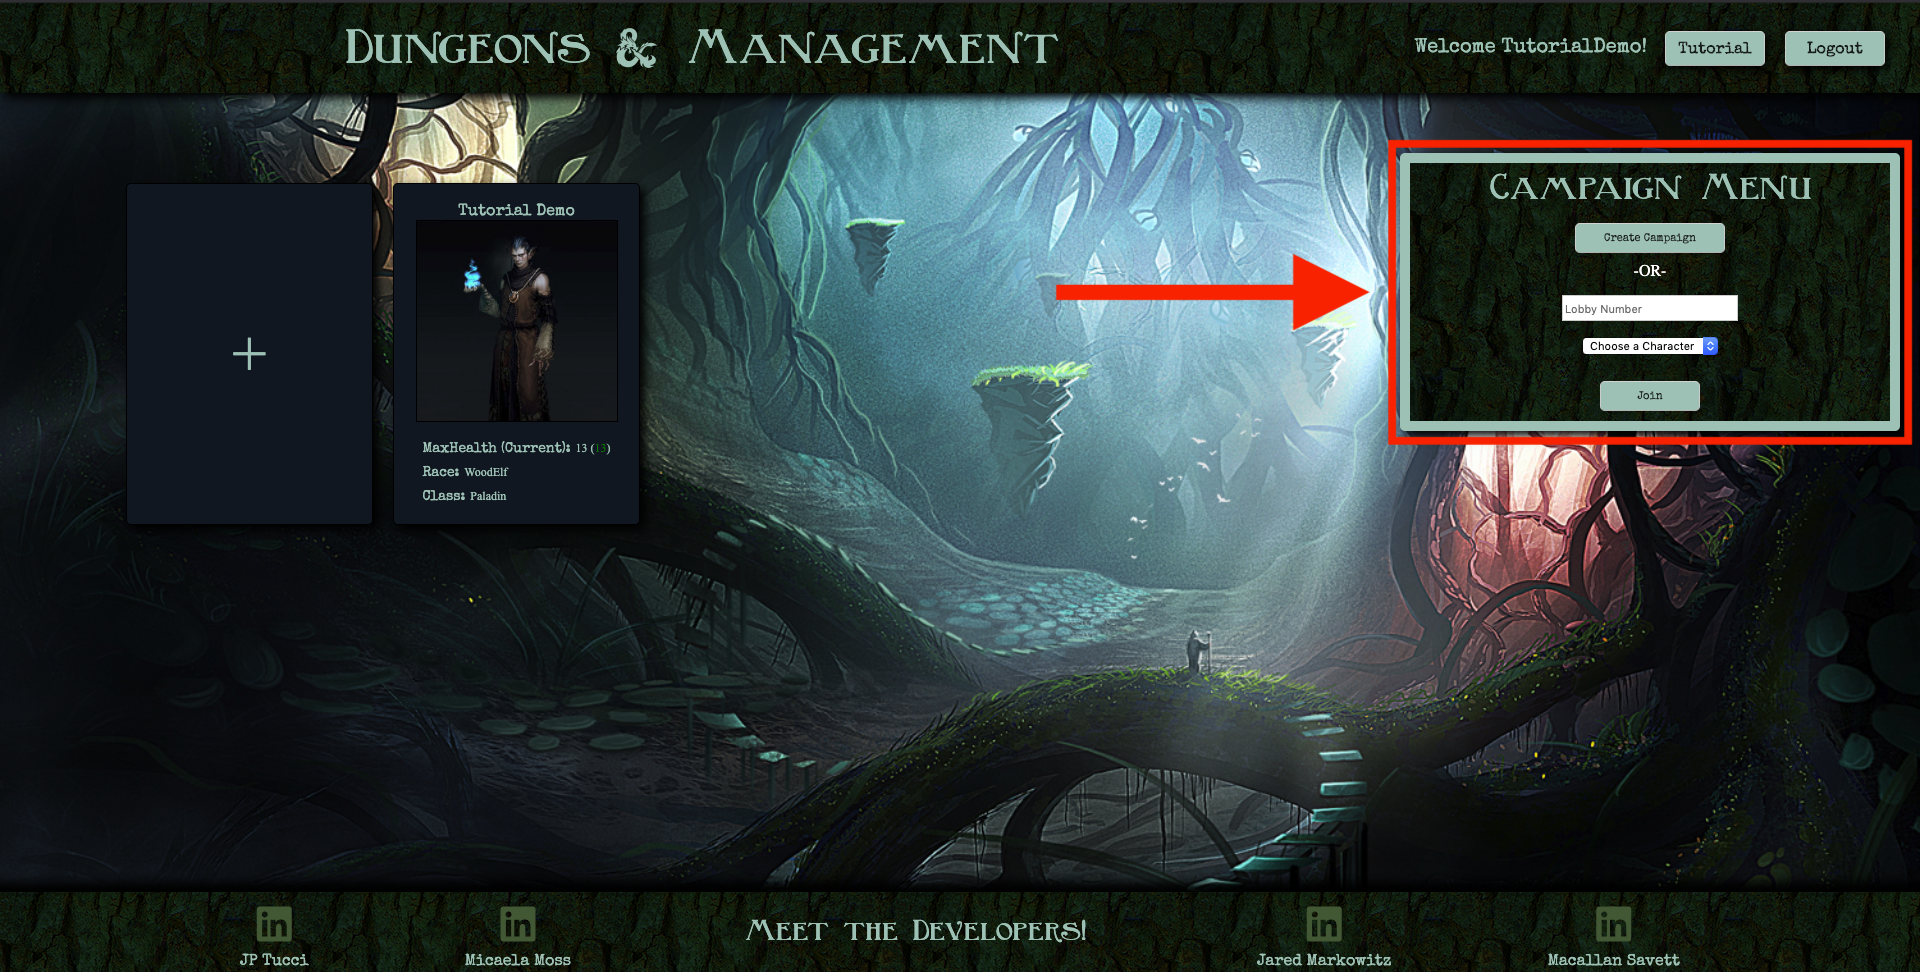 Dungeons & Management
Welcome TutorialDemo!
Tutorial
Logout
Tutorial Demo
MaxHealth (Current): 13 (13)
Race: WoodElf
Class: Paladin
Campaign Menu
Create Campaign
-OR-
Lobby Number
Choose a Character
Join
Meet the Developers!
in
JP Tucci
in
Micaela Moss
in
Jared Markowitz
in
Macallan Savett